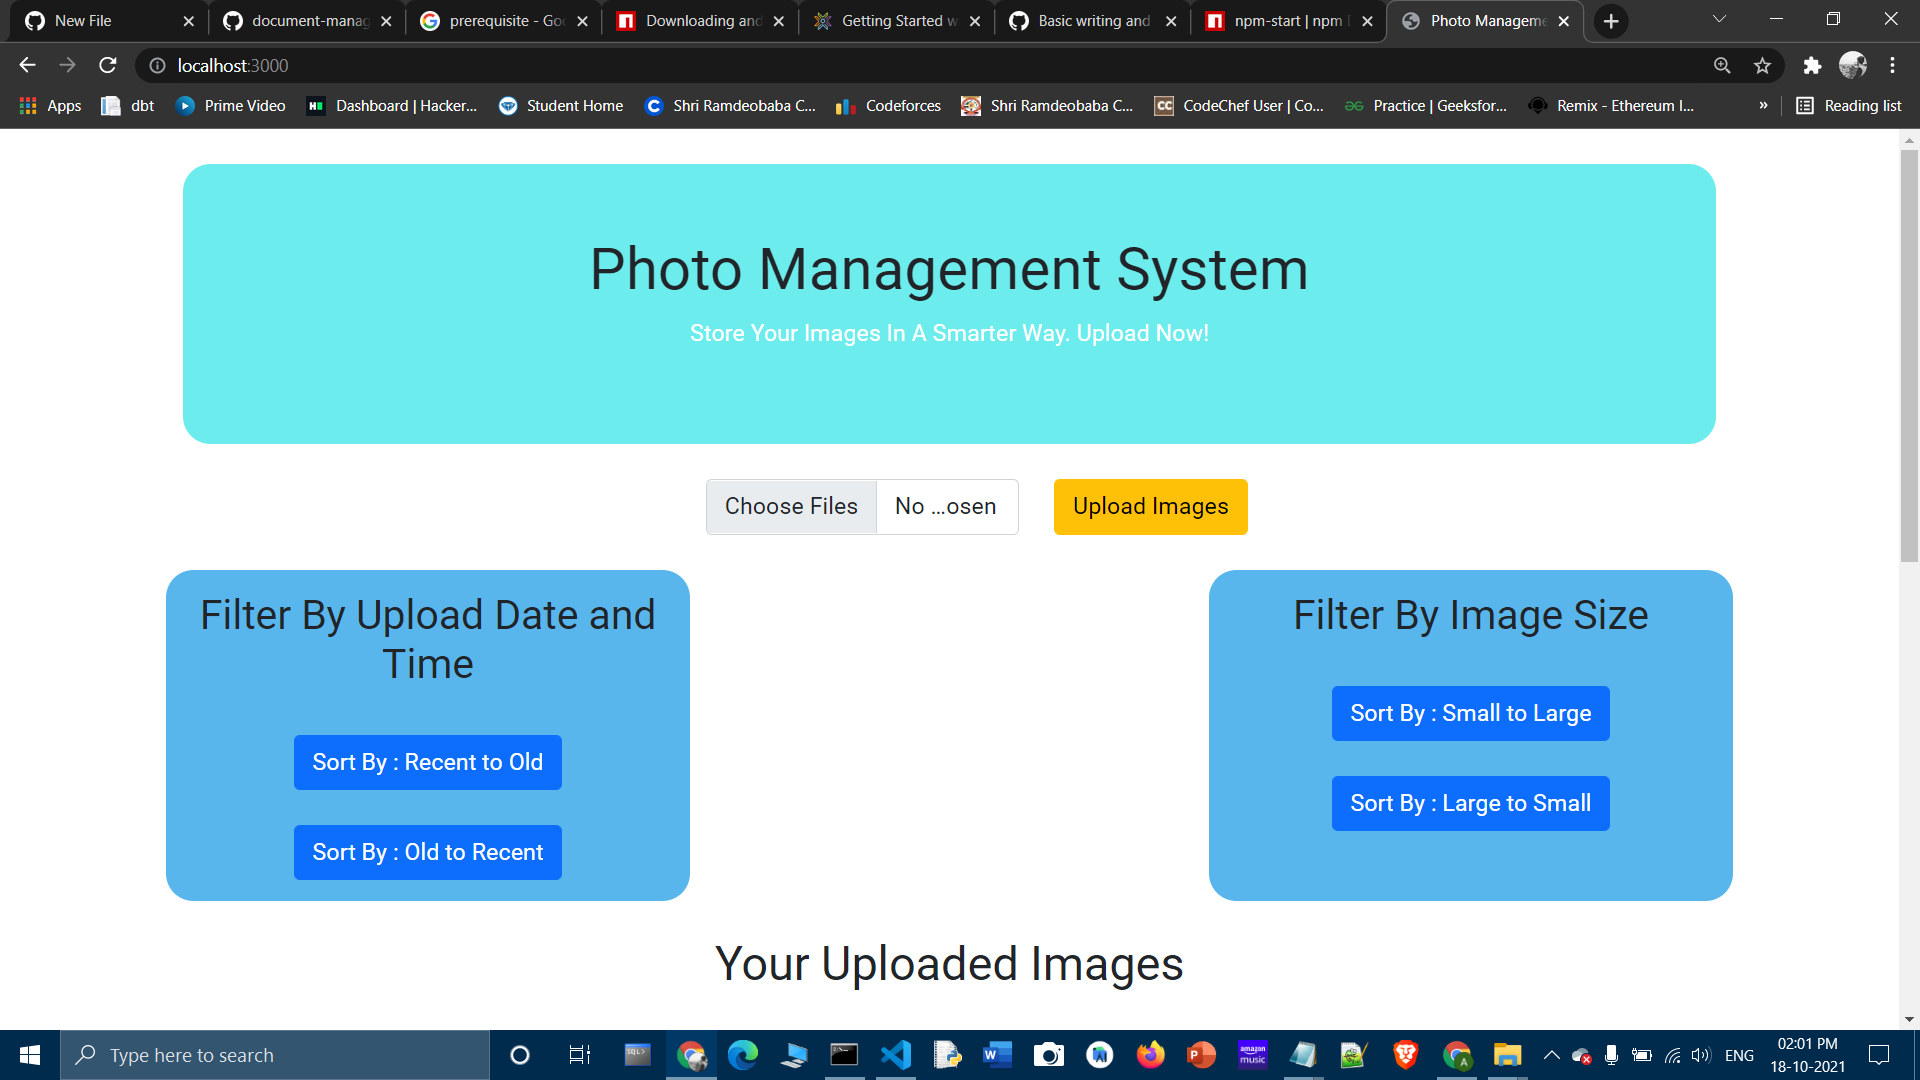 New File
document-manag
prerequisite - Goo
Downloading and
Getting Started w
Basic writing and
npm-start | npm D
Photo Manageme
localhost:3000
Apps
dbt
Prime Video
Dashboard | Hacker...
Student Home
Shri Ramdeobaba C...
Codeforces
Shri Ramdeobaba C...
CodeChef User | Co...
Practice | Geeksfor...
Remix - Ethereum I...
»
Reading list
Photo Management System
Store Your Images In A Smarter Way. Upload Now!
Choose Files
No ...osen
Upload Images
Filter By Upload Date and
Time
Sort By : Recent to Old
Sort By : Old to Recent
Filter By Image Size
Sort By : Small to Large
Sort By : Large to Small
Your Uploaded Images
Type here to search
ENG
02:01 PM
18-10-2021